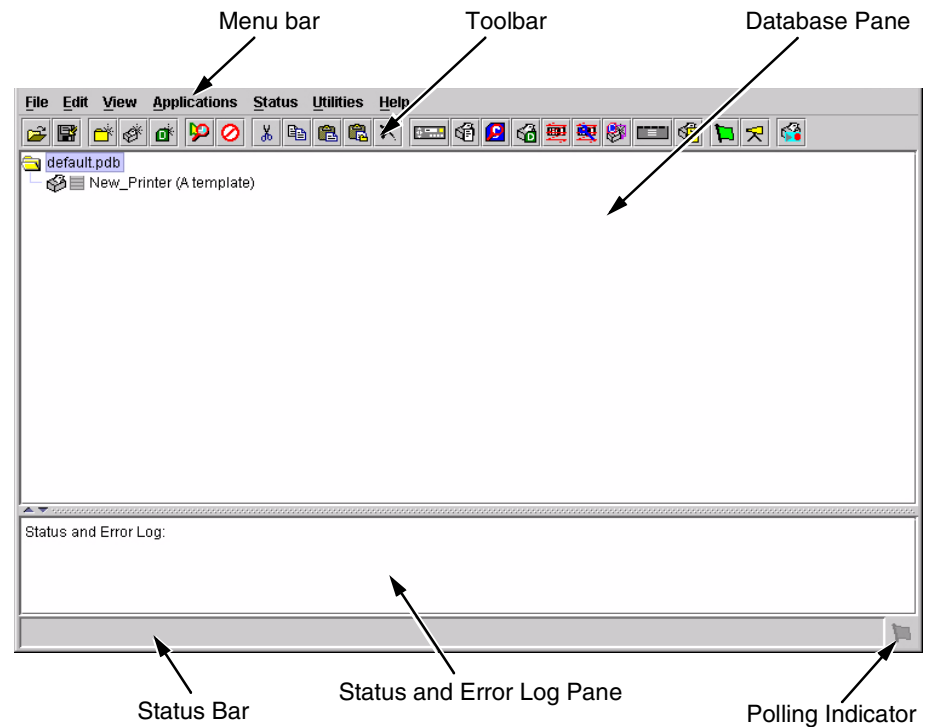 Menu bar Toolbar Database Pane
File Edit View Applications Status Utilities Help
default.pdb
New_Printer (A template)
Status and Error Log:
Status and Error Log Pane
Status Bar
Polling Indicator